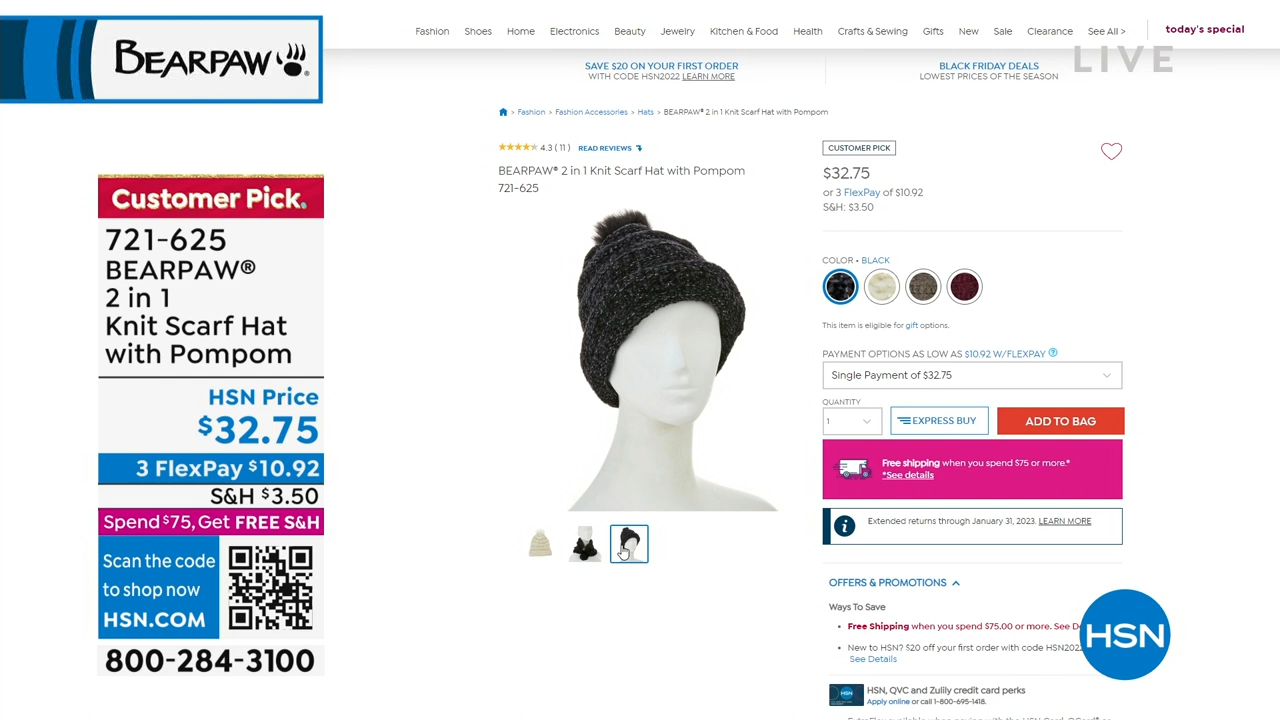 BEARPAW®
Fashion Shoes Home Electronics Beauty Jewelry Kitchen & Food Health Crafts & Sewing Gifts New Sale Clearance See All > today's special
LIVE
SAVE $20 ON YOUR FIRST ORDER
WITH CODE HSN2022 LEARN MORE
BLACK FRIDAY DEALS
LOWEST PRICES OF THE SEASON
> Fashion > Fashion Accessories > Hats > BEARPAW® 2 in 1 Knit Scarf Hat with Pompom
4.3 ( 11 ) READ REVIEWS
BEARPAW® 2 in 1 Knit Scarf Hat with Pompom
721-625
CUSTOMER PICK
$32.75
or 3 FlexPay of $10.92
S&H: $3.50
COLOR • BLACK
This item is eligible for gift options.
PAYMENT OPTIONS AS LOW AS $10.92 W/FLEXPAY ?
Single Payment of $32.75
QUANTITY
1
EXPRESS BUY
ADD TO BAG
Free shipping when you spend $75 or more.*
*See details
i Extended returns through January 31, 2023. LEARN MORE
OFFERS & PROMOTIONS
Ways To Save
• Free Shipping when you spend $75.00 or more. See D
• New to HSN? $20 off your first order with code HSN202
See Details
HSN
HSN
HSN, QVC and Zulily credit card perks
Apply online or call 1-800-695-1418.
Customer Pick.
721-625
BEARPAW®
2 in 1
Knit Scarf Hat
with Pompom
HSN Price
$32.75
3 FlexPay $10.92
S&H $3.50
Spend $75, Get FREE S&H
Scan the code
to shop now
HSN.COM
800-284-3100